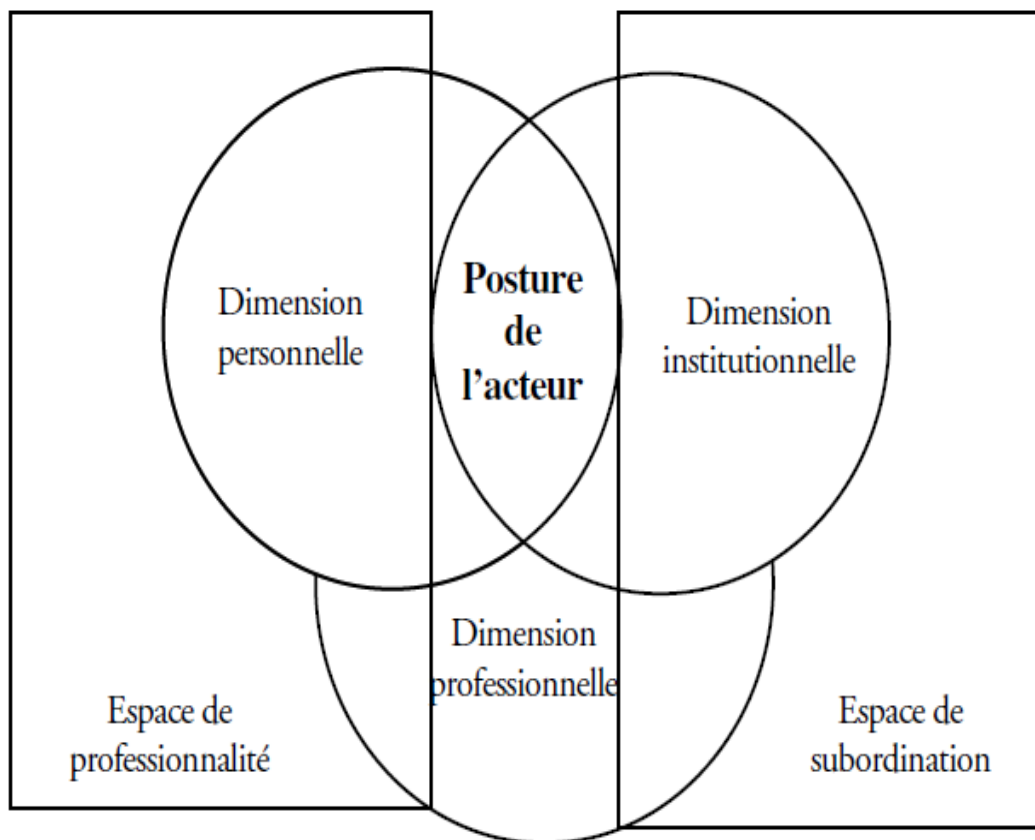 Posture
de
l’acteur
Dimension
personnelle
Dimension
institutionnelle
Dimension
professionnelle
Espace de
professionnalité
Espace de
subordination